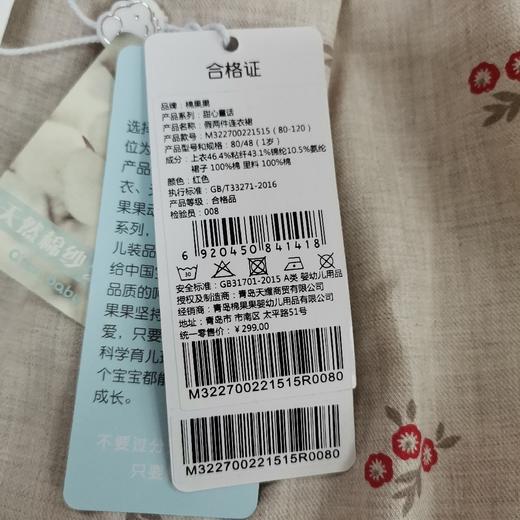 合格证
品牌：棉果果
产品系列：甜心童话
产品名称：假两件连衣裙
产品款号：M322700221515（80-120）
产品型号和规格：80/48（1岁）
成分：上衣46.4%粘纤43.1%锦纶10.5%氨纶
裙子 100%棉 里料 100%棉
颜色：红色
执行标准：GB/T33271-2016
产品等级：合格品
检验员：008
6 920450 841418
30
安全标准：GB31701-2015 A类 婴幼儿用品
授权及制造商：青岛天耀商贸有限公司
经销商：青岛棉果果婴幼儿用品有限公司
地址：青岛市 市南区 太平路51号
统一零售价：¥299.00
M322700221515R0080
M322700221515R0080
选择
位为
产品
衣、
果果动
系列，
儿装品
给中国宝
品质的呵
果果坚持
爱，只要
科学育儿
个宝宝都能
成长。
不要过分
只要
天然棉纱